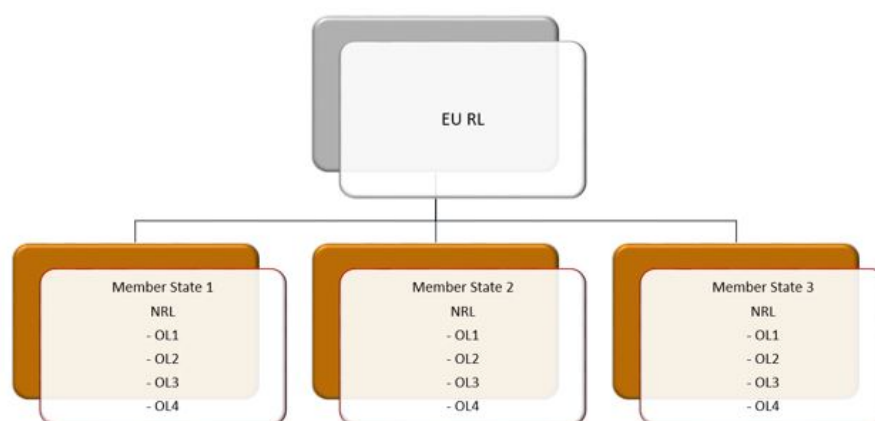 EU RL
Member State 1
NRL
- OL1
- OL2
- OL3
- OL4
Member State 2
NRL
- OL1
- OL2
- OL3
- OL4
Member State 3
NRL
- OL1
- OL2
- OL3
- OL4